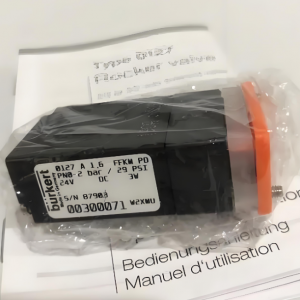 Type 0127
Rocker valve
bürkert
0127 A 1,6 FFKM PD
PN0-2 bar / 29 PSI
24V DC 3W
S/N 8790
00300071 W2XMU
Bedienungsanleitung
Manuel d'utilisation